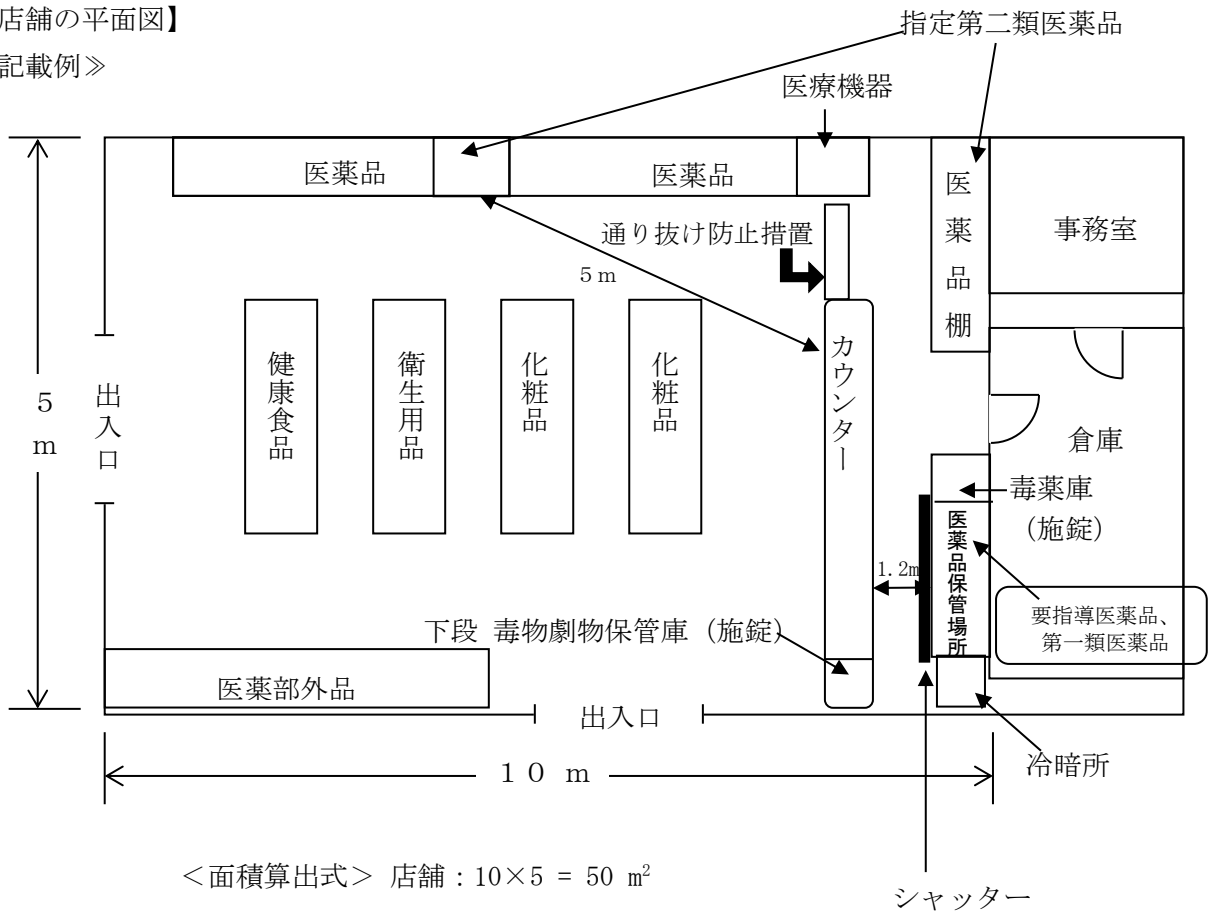 店舗の平面図】
記載例≫
指定第二類医薬品
医療機器
医薬品
医薬品
医薬品棚
事務室
通り抜け防止措置
5m
健康食品
衛生用品
化粧品
化粧品
カウンター
5m
出入口
倉庫
毒薬庫
(施錠)
医薬品保管場所
1.2m
要指導医薬品、
第一類医薬品
下段 毒物劇物保管庫（施錠）
医薬部外品
出入口
冷暗所
10 m
＜面積算出式＞ 店舗：10×5 = 50 m²
シャッター